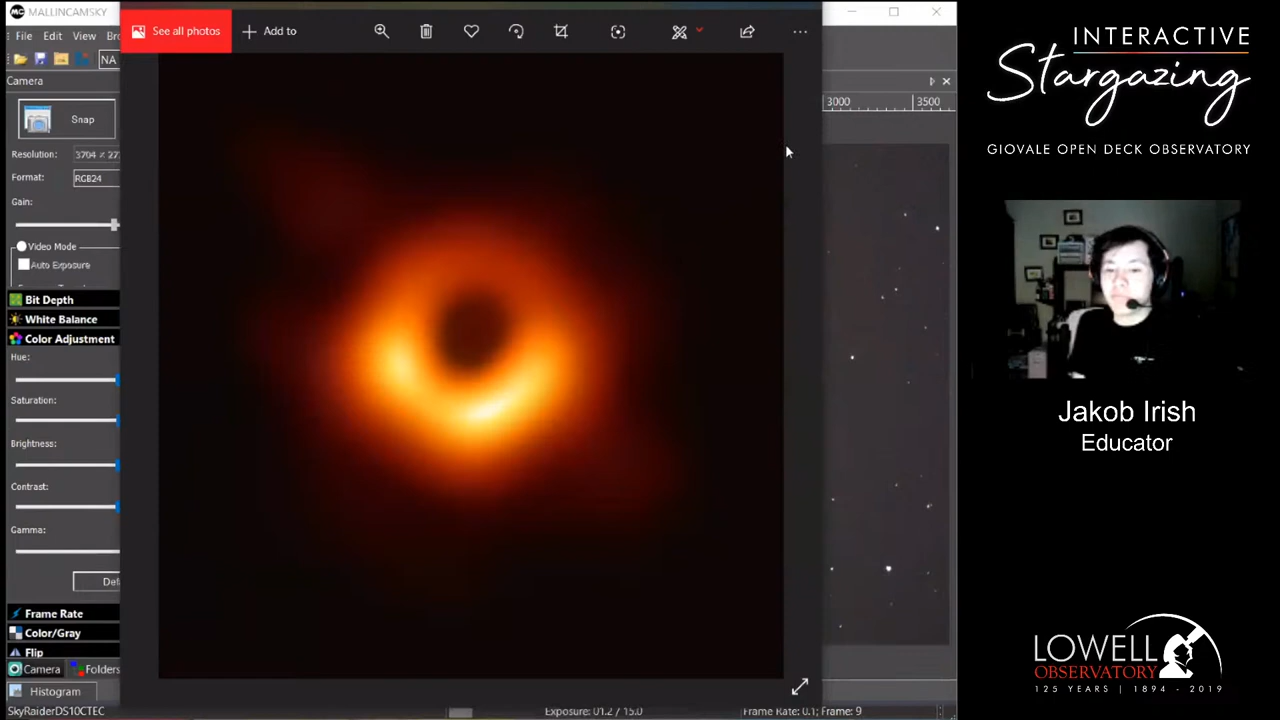 MALLINCAMSKY
File Edit View
See all photos
Add to
NA
Camera
3000
3500
Snap
Resolution:
Format:
RGB24
Gain:
Video Mode
Auto Exposure
Bit Depth
White Balance
Color Adjustment
Hue:
Saturation:
Brightness:
Contrast:
Gamma:
Frame Rate
Color/Gray
Flip
Camera
Folders
Histogram
SkyRaiderDS10CTEC
Exposure: 01.2 / 15.0
Frame Rate: 0.1; Frame: 9
INTERACTIVE
Stargazing
GIOVALE OPEN DECK OBSERVATORY
Jakob Irish
Educator
LOWELL
OBSERVATORY
125 YEARS | 1894 - 2019